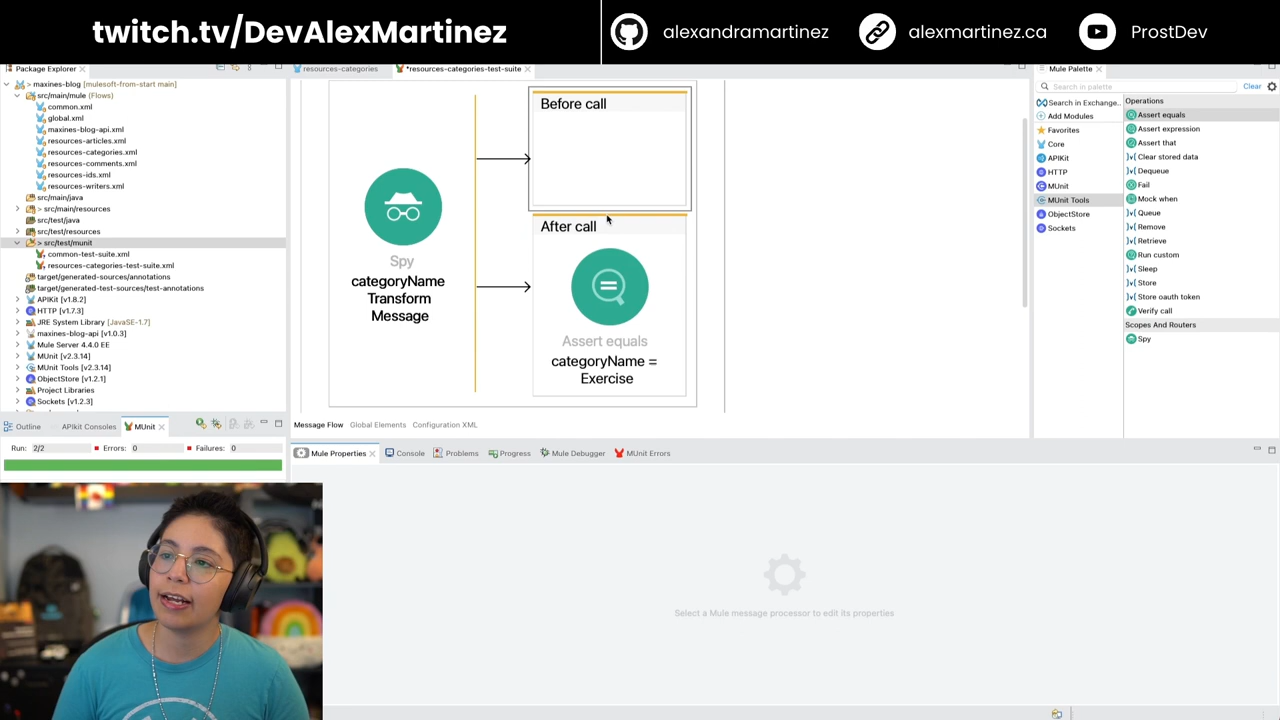 twitch.tv/DevAlexMartinez
alexandramartinez
alexmartinez.ca
ProstDev
Package Explorer
> maxines-blog [mulesoft-from-start main]
src/main/mule (Flows)
common.xml
global.xml
maxines-blog-api.xml
resources-articles.xml
resources-categories.xml
resources-comments.xml
resources-ids.xml
resources-writers.xml
src/main/java
> src/main/resources
src/test/java
src/test/resources
> src/test/munit
common-test-suite.xml
resources-categories-test-suite.xml
target/generated-sources/annotations
target/generated-test-sources/test-annotations
APIKit [v1.8.2]
HTTP [v1.7.3]
JRE System Library [JavaSE-1.7]
maxines-blog-api [v1.0.3]
Mule Server 4.4.0 EE
MUnit [v2.3.14]
MUnit Tools [v2.3.14]
ObjectStore [v1.2.1]
Project Libraries
Sockets [v1.2.3]
Outline
APIkit Consoles
MUnit
Run: 2/2
Errors: 0
Failures: 0
resources-categories
*resources-categories-test-suite
Before call
After call
Spy
categoryName
Transform
Message
Assert equals
categoryName =
Exercise
Message Flow
Global Elements
Configuration XML
Mule Properties
Console
Problems
Progress
Mule Debugger
MUnit Errors
Select a Mule message processor to edit its properties
Mule Palette
Search in palette
Clear
Search in Exchange..
Add Modules
Favorites
Core
APIKit
HTTP
MUnit
MUnit Tools
ObjectStore
Sockets
Operations
Assert equals
Assert expression
Assert that
Clear stored data
Dequeue
Fail
Mock when
Queue
Remove
Retrieve
Run custom
Sleep
Store
Store oauth token
Verify call
Scopes And Routers
Spy